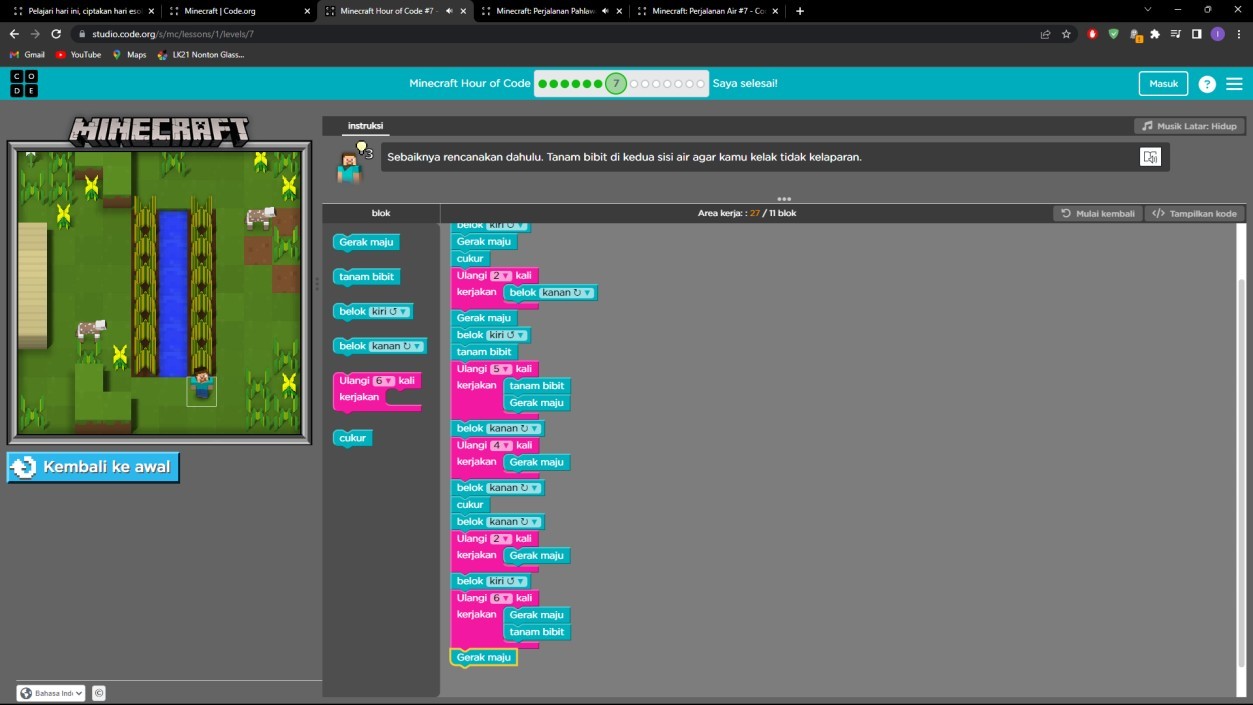 Pelajari hari ini, ciptakan hari eso
Minecraft | Code.org
Minecraft Hour of Code #7 -
Minecraft: Perjalanan Pahlaw
Minecraft: Perjalanan Air #7 - Co
studio.code.org/s/mc/lessons/1/levels/7
Gmail
YouTube
Maps
LK21 Nonton Glass...
C O
D E
Minecraft Hour of Code
7
Saya selesai!
Masuk
?
MINECRAFT
instruksi
Musik Latar: Hidup
3
Sebaiknya rencanakan dahulu. Tanam bibit di kedua sisi air agar kamu kelak tidak kelaparan.
blok
Area kerja: : 27 / 11 blok
Mulai kembali
Tampilkan kode
Gerak maju
tanam bibit
belok kiri
belok kanan
Ulangi 6 kali
kerjakan
cukur
belok kiri
Gerak maju
cukur
Ulangi 2 kali
kerjakan belok kanan
Gerak maju
belok kiri
tanam bibit
Ulangi 5 kali
kerjakan tanam bibit
Gerak maju
belok kanan
Ulangi 4 kali
kerjakan Gerak maju
belok kanan
cukur
belok kanan
Ulangi 2 kali
kerjakan Gerak maju
belok kiri
Ulangi 6 kali
kerjakan Gerak maju
tanam bibit
Gerak maju
Kembali ke awal
Bahasa Ind
©